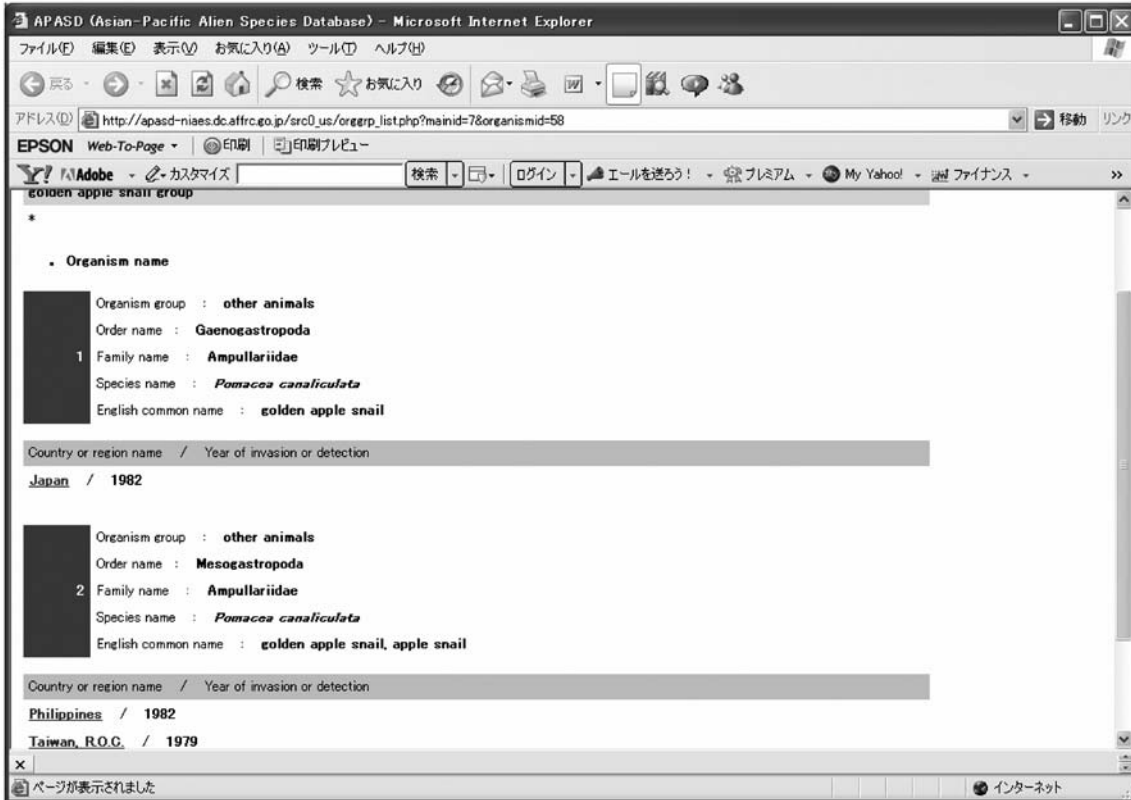 APASD (Asian-Pacific Alien Species Database) - Microsoft Internet Explorer
ファイル(F) 編集(E) 表示(V) お気に入り(A) ツール(T) ヘルプ(H)
戻る 検索 お気に入り
アドレス(D) http://apasd-niaes.dc.affrc.go.jp/src0_us/orggrp_list.php?mainid=7&organismid=58 移動 リンク
EPSON Web-To-Page 印刷 印刷プレビュー
Y! Adobe カスタマイズ 検索 ログイン エールを送ろう! プレミアム My Yahoo! ファイナンス »
golden apple snail group
*
. Organism name
Organism group : other animals
Order name : Gaenogastropoda
1 Family name : Ampullariidae
Species name : Pomacea canaliculata
English common name : golden apple snail
Country or region name / Year of invasion or detection
Japan / 1982
Organism group : other animals
Order name : Mesogastropoda
2 Family name : Ampullariidae
Species name : Pomacea canaliculata
English common name : golden apple snail, apple snail
Country or region name / Year of invasion or detection
Philippines / 1982
Taiwan, R.O.C. / 1979
×
ページが表示されました インターネット